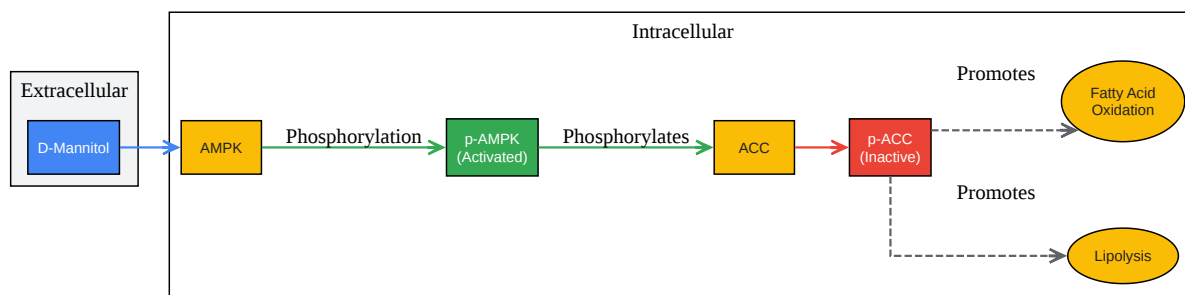 Intracellular
Extracellular
D-Mannitol
AMPK
Phosphorylation
p-AMPK
(Activated)
Phosphorylates
ACC
p-ACC
(Inactive)
Promotes
Fatty Acid
Oxidation
Promotes
Lipolysis